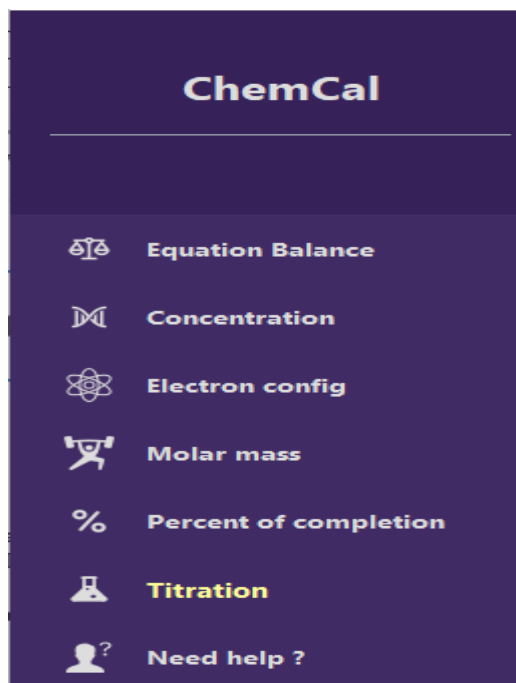 ChemCal
Equation Balance
Concentration
Electron config
Molar mass
% Percent of completion
Titration
Need help ?